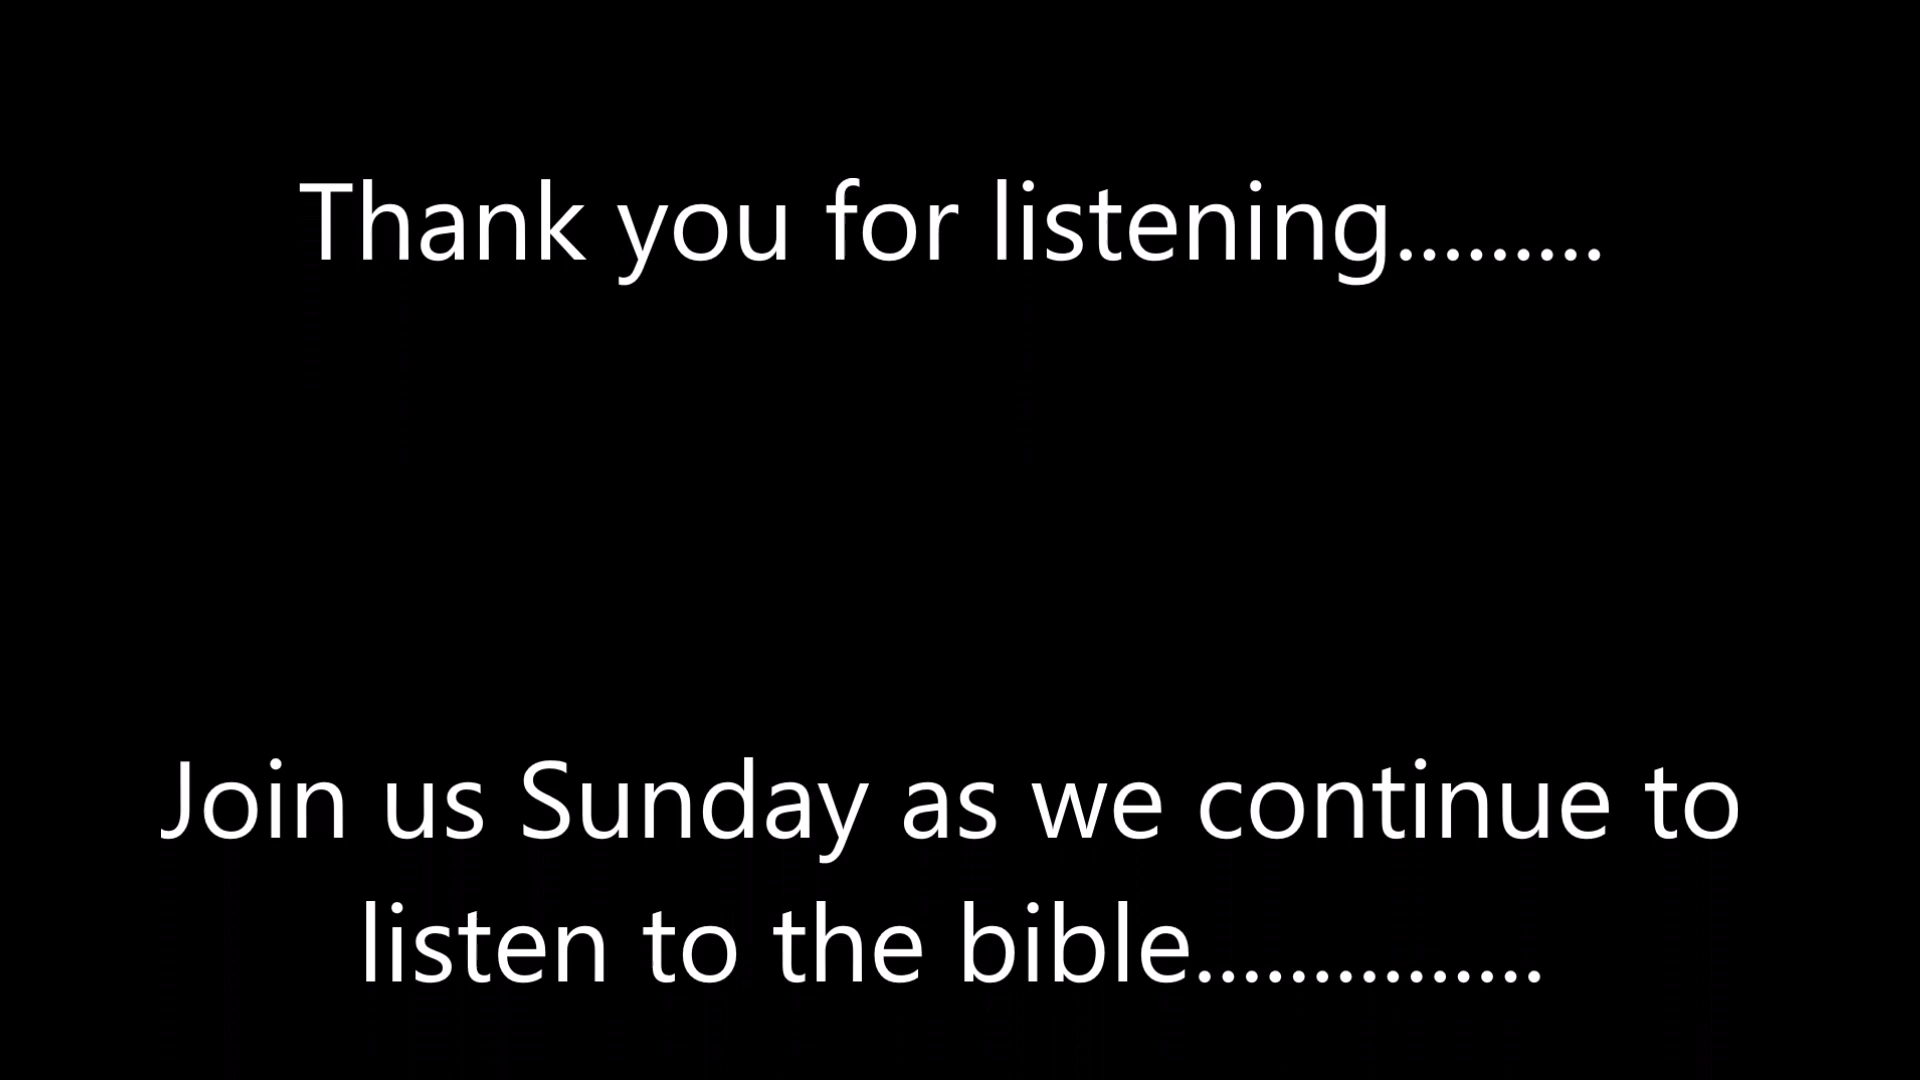 Thank you for listening.........
Join us Sunday as we continue to
listen to the bible...............